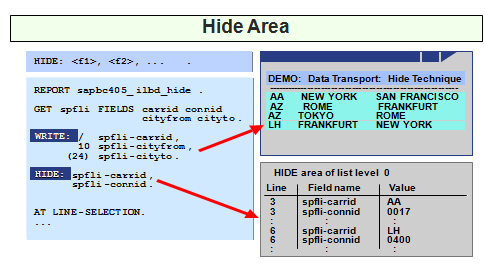 Hide Area
HIDE: <f1>, <f2>, ... .
REPORT sapbc405_ilbd_hide .
GET spfli FIELDS carrid connid
cityfrom cityto.
WRITE: / spfli-carrid,
10 spfli-cityfrom,
(24) spfli-cityto.
HIDE: spfli-carrid,
spfli-connid.
AT LINE-SELECTION.
...
DEMO: Data Transport: Hide Technique
AA NEW YORK SAN FRANCISCO
AZ ROME FRANKFURT
AZ TOKYO ROME
LH FRANKFURT NEW YORK
HIDE area of list level 0
Line Field name Value
3 spfli-carrid AA
3 spfli-connid 0017
: : :
6 spfli-carrid LH
6 spfli-connid 0400
: : :